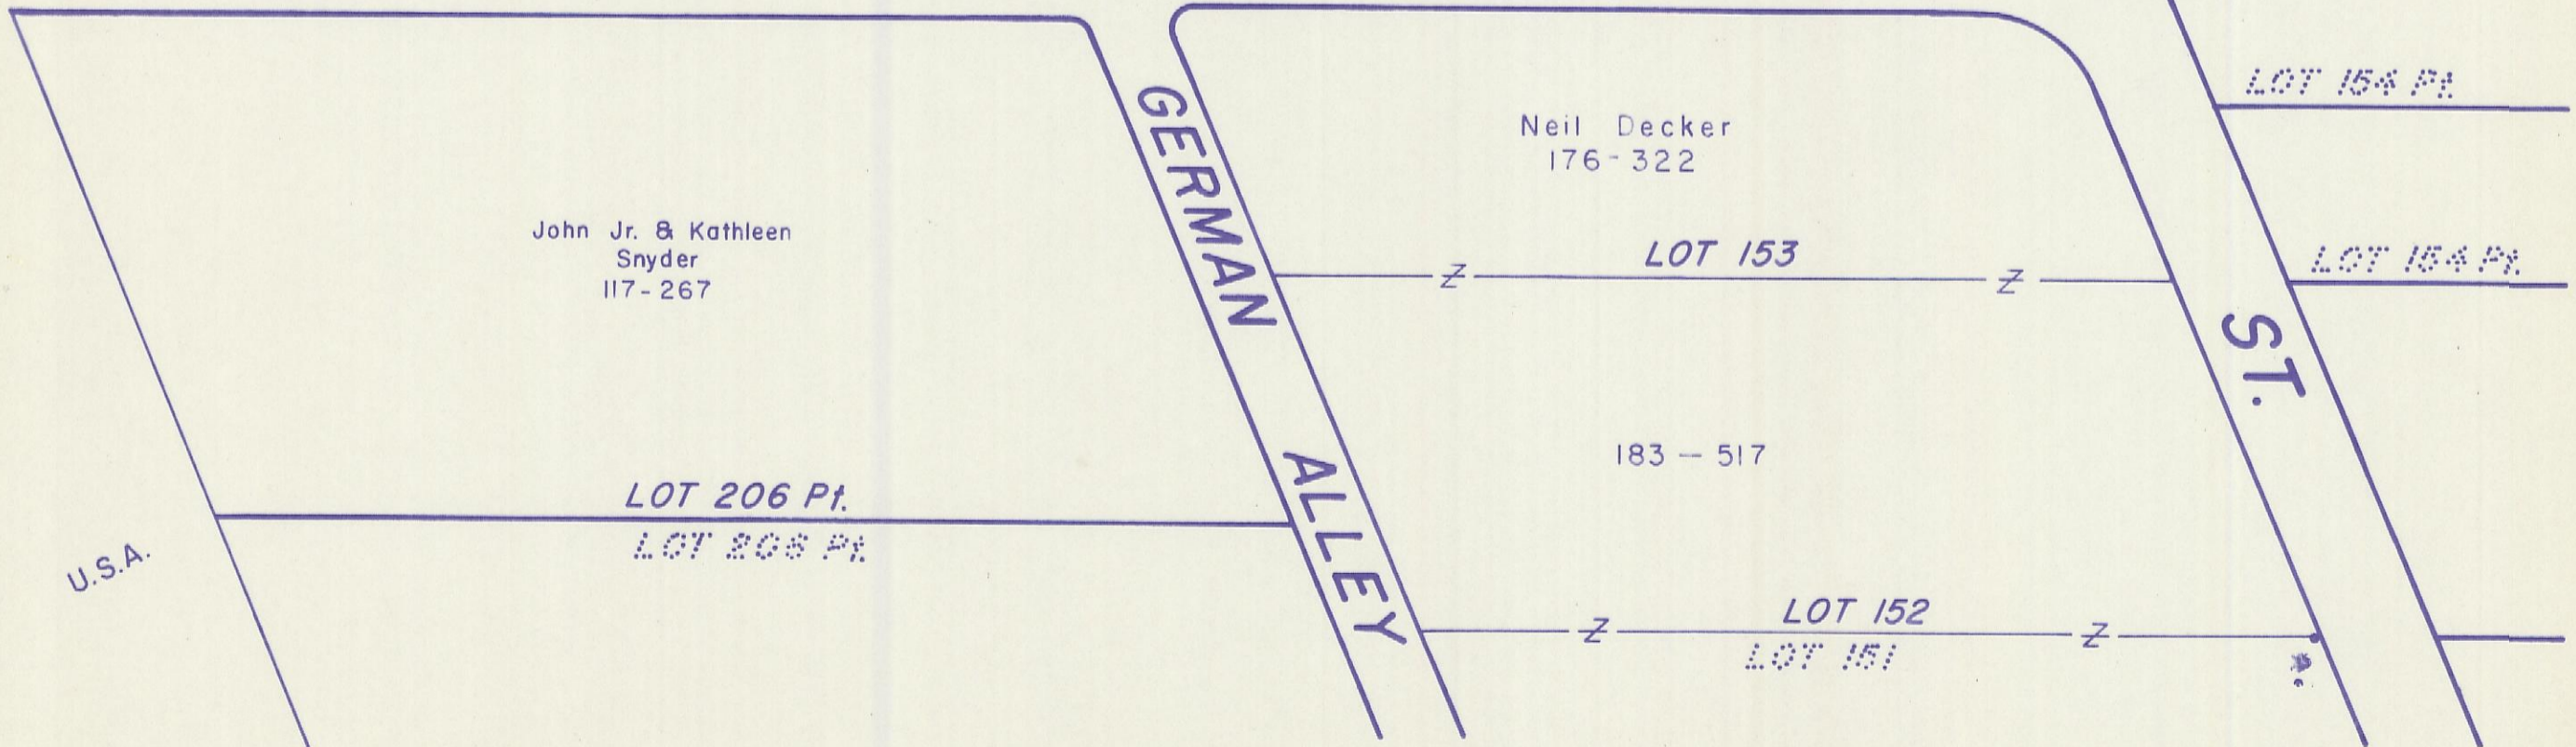 John Jr. & Kathleen
Snyder
117-267
LOT 206 Pt.
LOT 206 Pt.
U.S.A.
GERMAN ALLEY
Neil Decker
176-322
LOT 153
183-517
LOT 152
LOT 151
ST.
LOT 154 Pt.
LOT 154 Pt.